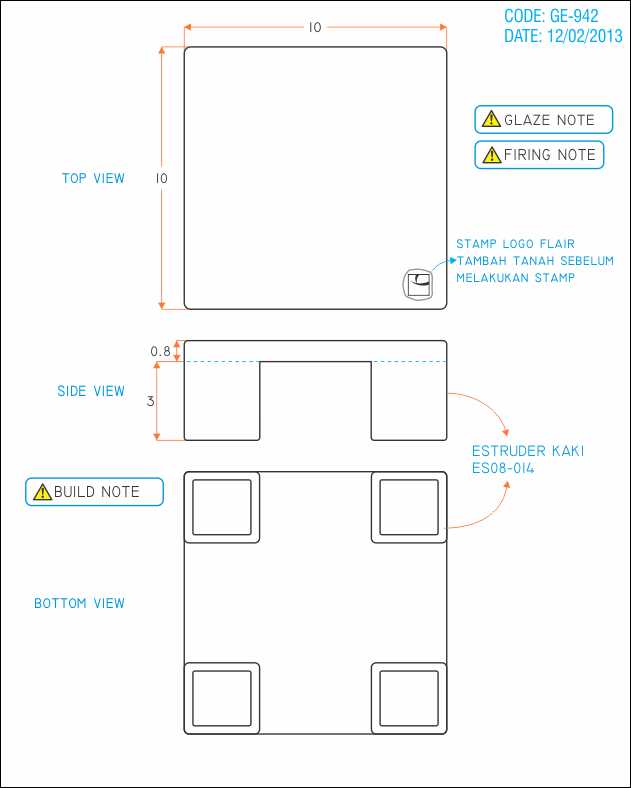 CODE: GE-942
DATE: 12/02/2013
10
GLAZE NOTE
FIRING NOTE
TOP VIEW
10
STAMP LOGO FLAIR
TAMBAH TANAH SEBELUM
MELAKUKAN STAMP
0.8
SIDE VIEW
3
ESTRUDER KAKI
ES08-014
BUILD NOTE
BOTTOM VIEW